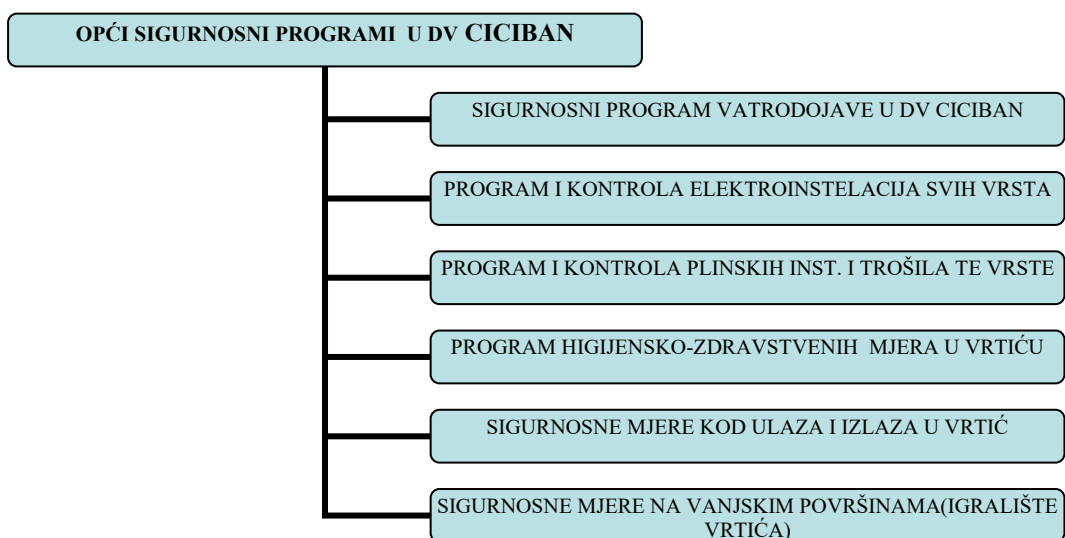 OPĆI SIGURNOSNI PROGRAMI U DV CICIBAN
SIGURNOSNI PROGRAM VATRODOJAVE U DV CICIBAN
PROGRAM I KONTROLA ELEKTROINSTELACIJA SVIH VRSTA
PROGRAM I KONTROLA PLINSKIH INST. I TROŠILA TE VRSTE
PROGRAM HIGIJENSKO-ZDRAVSTVENIH MJERA U VRTIĆU
SIGURNOSNE MJERE KOD ULAZA I IZLAZA U VRTIĆ
SIGURNOSNE MJERE NA VANJSKIM POVRŠINAMA(IGRALIŠTE
VRTIĆA)